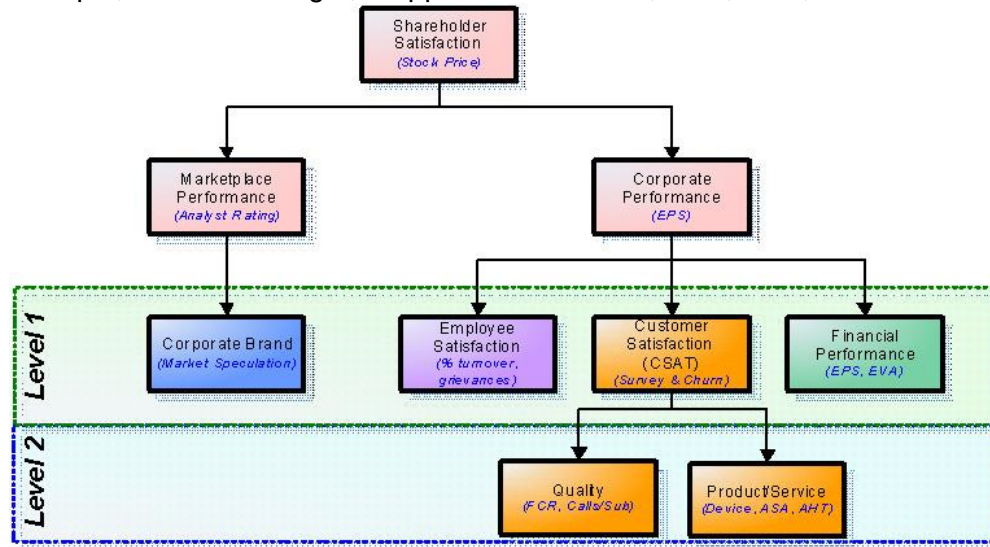 Shareholder
Satisfaction
(Stock Price)
Marketplace
Performance
(Analyst Rating)
Corporate
Performance
(EPS)
Level 1
Corporate Brand
(Market Speculation)
Employee
Satisfaction
(% turnover,
grievances)
Customer
Satisfaction
(CSAT)
(Survey & Churn)
Financial
Performance
(EPS, EVA)
Level 2
Quality
(FCR, Calls/Sub)
Product/Service
(Device, ASA, AHT)